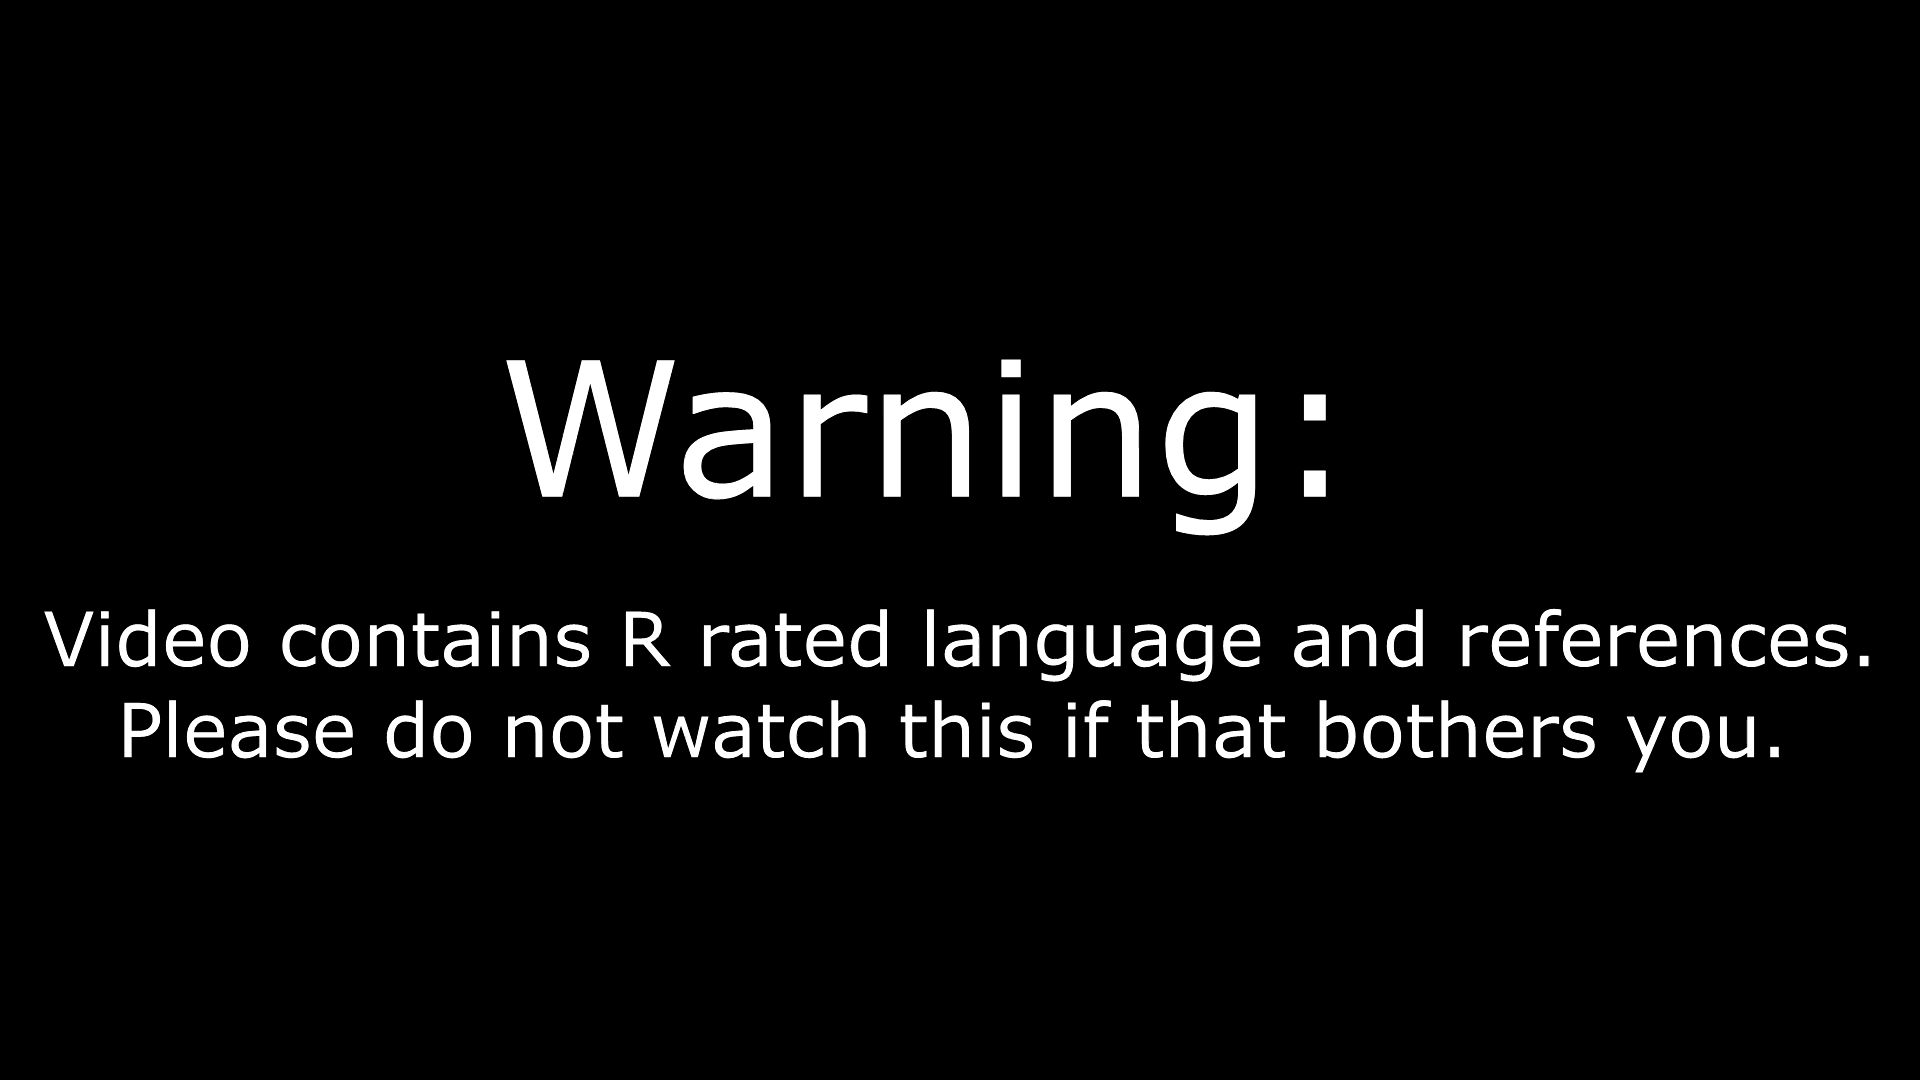 Warning:
Video contains R rated language and references.
Please do not watch this if that bothers you.